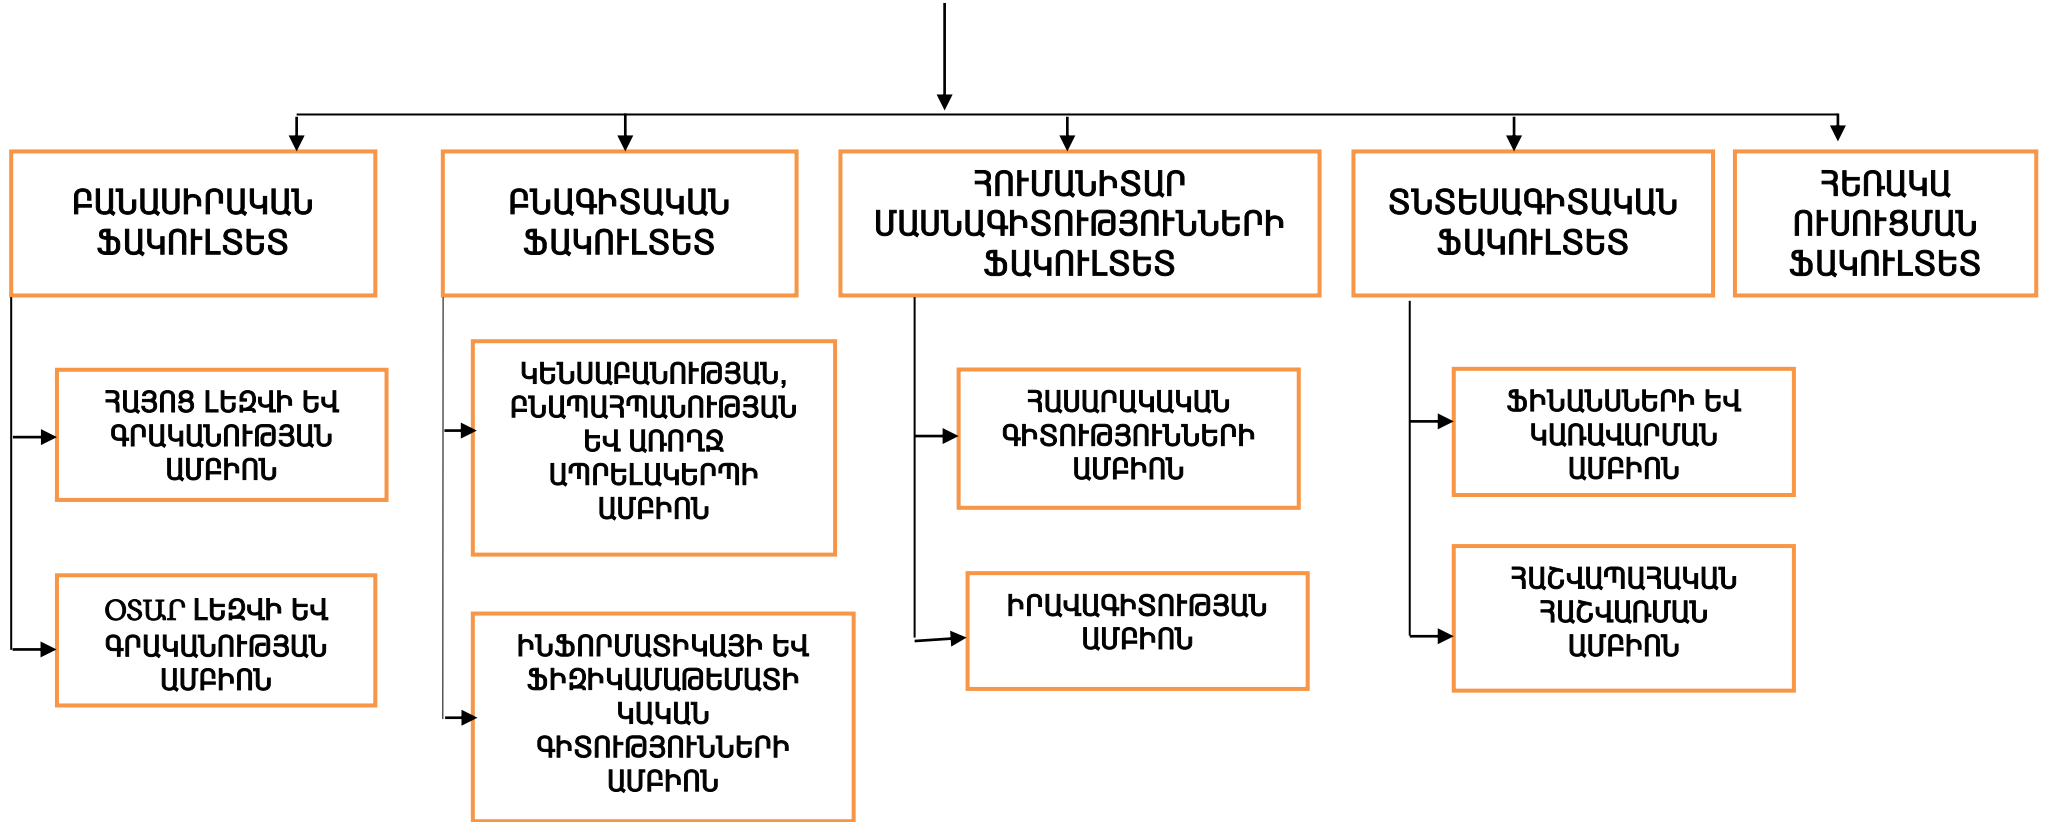 ԲԱՆԱՍԻՐԱԿԱՆ
ՖԱԿՈՒԼՏԵՏ
ԲՆԱԳԻՏԱԿԱՆ
ՖԱԿՈՒԼՏԵՏ
ՀՈՒՄԱՆԻՏԱՐ
ՄԱՍՆԱԳԻՏՈՒԹՅՈՒՆՆԵՐԻ
ՖԱԿՈՒԼՏԵՏ
ՏՆՏԵՍԱԳԻՏԱԿԱՆ
ՖԱԿՈՒԼՏԵՏ
ՀԵՌԱԿԱ
ՈՒՍՈՒՑՄԱՆ
ՖԱԿՈՒԼՏԵՏ
ՀԱՅՈՑ ԼԵԶՎԻ ԵՎ
ԳՐԱԿԱՆՈՒԹՅԱՆ
ԱՄԲԻՈՆ
ՕՏԱՐ ԼԵԶՎԻ ԵՎ
ԳՐԱԿԱՆՈՒԹՅԱՆ
ԱՄԲԻՈՆ
ԿԵՆՍԱԲԱՆՈՒԹՅԱՆ,
ԲՆԱՊԱՀՊԱՆՈՒԹՅԱՆ
ԵՎ ԱՌՈՂՋ
ԱՊՐԵԼԱԿԵՐՊԻ
ԱՄԲԻՈՆ
ԻՆՖՈՐՄԱՏԻԿԱՅԻ ԵՎ
ՖԻԶԻԿԱՄԱԹԵՄԱՏԻ
ԿԱԿԱՆ
ԳԻՏՈՒԹՅՈՒՆՆԵՐԻ
ԱՄԲԻՈՆ
ՀԱՍԱՐԱԿԱԿԱՆ
ԳԻՏՈՒԹՅՈՒՆՆԵՐԻ
ԱՄԲԻՈՆ
ԻՐԱՎԱԳԻՏՈՒԹՅԱՆ
ԱՄԲԻՈՆ
ՖԻՆԱՆՍՆԵՐԻ ԵՎ
ԿԱՌԱՎԱՐՄԱՆ
ԱՄԲԻՈՆ
ՀԱՇՎԱՊԱՀԱԿԱՆ
ՀԱՇՎԱՌՄԱՆ
ԱՄԲԻՈՆ